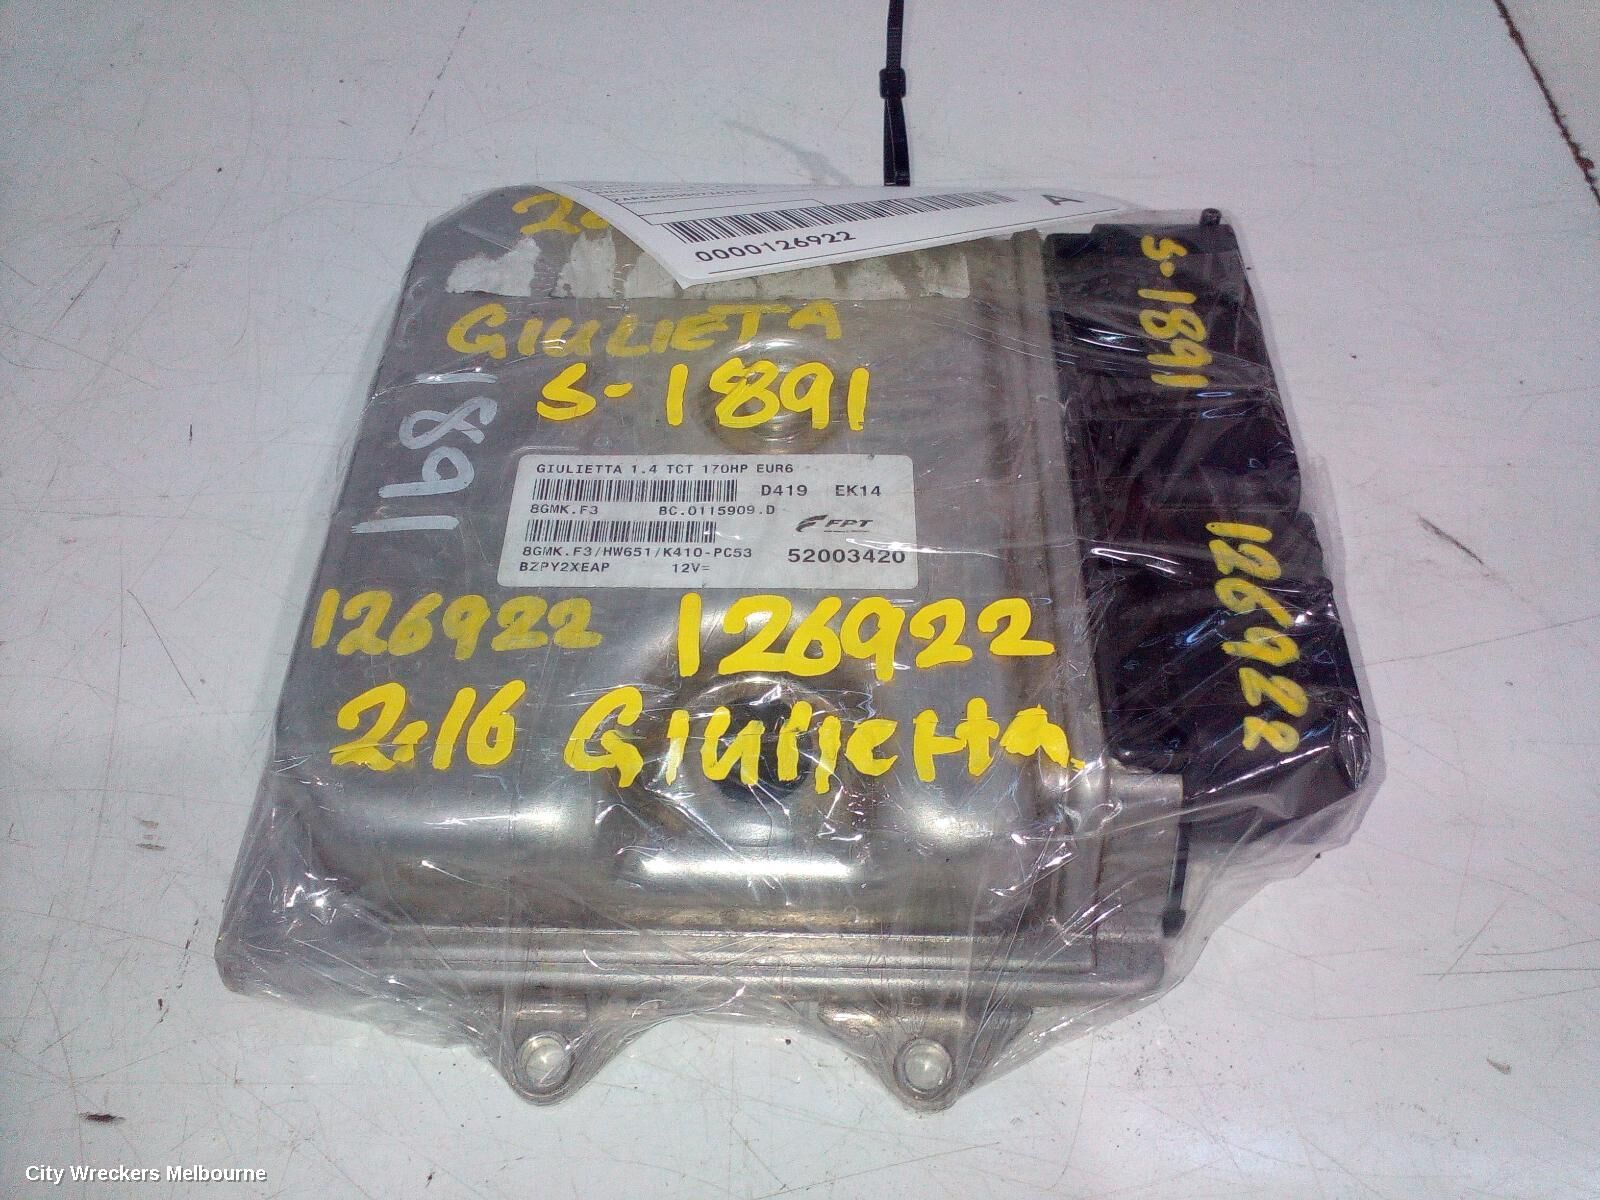 0000126922
A
GIULIETA
S-1891
S-1891
1891
GIULIETTA 1.4 TCT 170HP EUR6
D419 EK14
8GMK.F3 BC.0115909.D
FPT
8GMK.F3/HW651/K410-PC53
52003420
BZPY2XEAP 12V=
126922
126922
126922
2.16 Giulietta
City Wreckers Melbourne